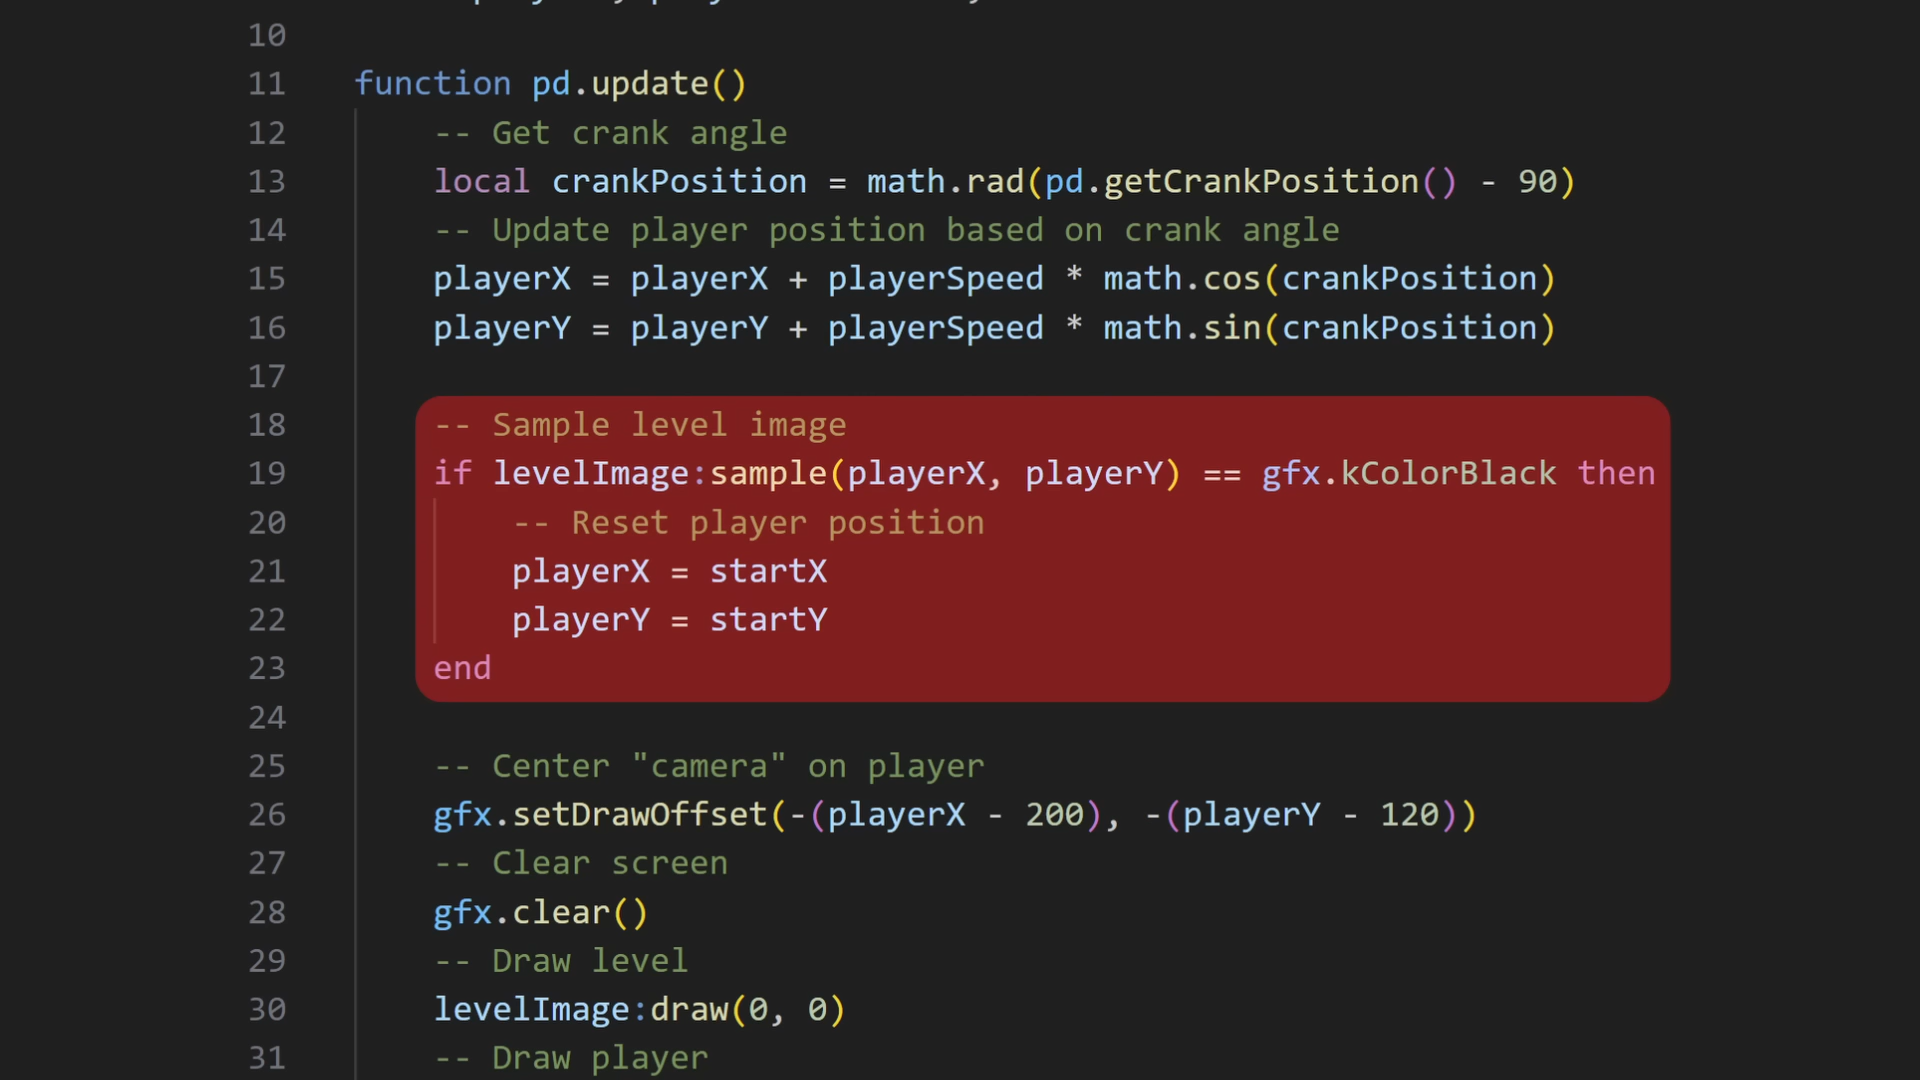 10
11 function pd.update()
12 -- Get crank angle
13 local crankPosition = math.rad(pd.getCrankPosition() - 90)
14 -- Update player position based on crank angle
15 playerX = playerX + playerSpeed * math.cos(crankPosition)
16 playerY = playerY + playerSpeed * math.sin(crankPosition)
17
18 -- Sample level image
19 if levelImage:sample(playerX, playerY) == gfx.kColorBlack then
20 -- Reset player position
21 playerX = startX
22 playerY = startY
23 end
24
25 -- Center "camera" on player
26 gfx.setDrawOffset(-(playerX - 200), -(playerY - 120))
27 -- Clear screen
28 gfx.clear()
29 -- Draw level
30 levelImage:draw(0, 0)
31 -- Draw player